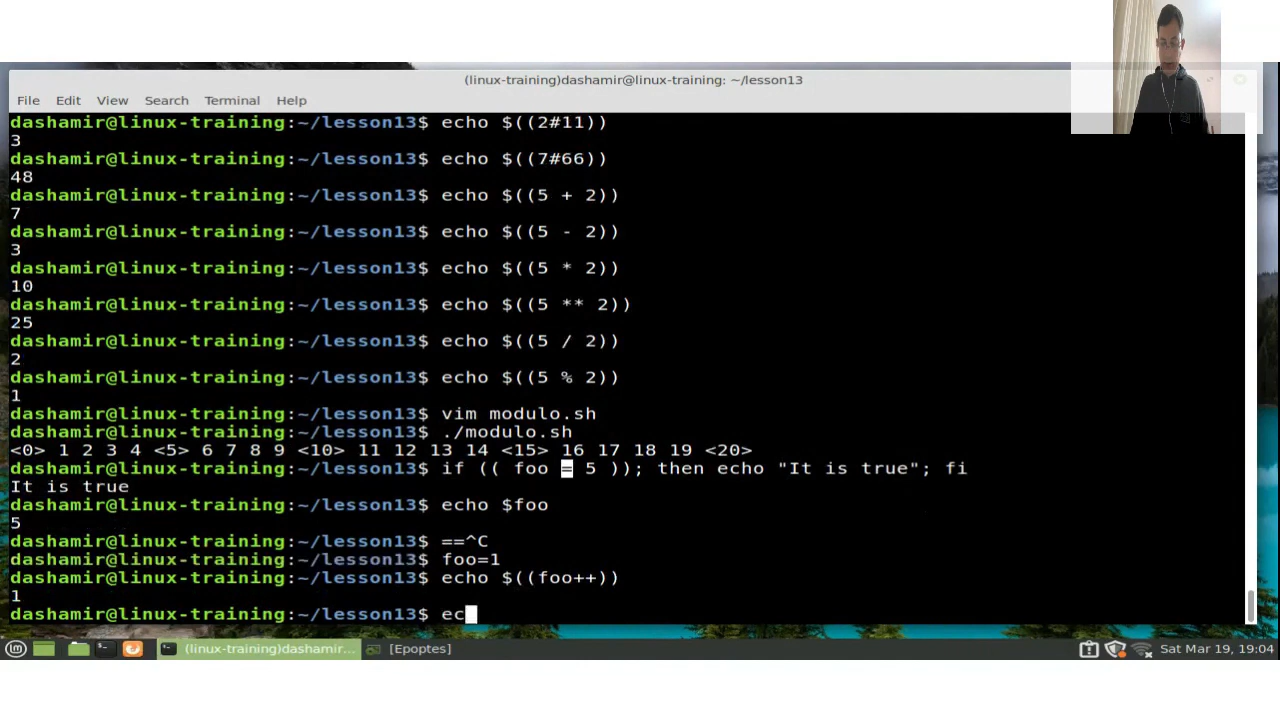 (linux-training)dashamir@linux-training: ~/lesson13
File Edit View Search Terminal Help
dashamir@linux-training:~/lesson13$ echo $((2#11))
3
dashamir@linux-training:~/lesson13$ echo $((7#66))
48
dashamir@linux-training:~/lesson13$ echo $((5 + 2))
7
dashamir@linux-training:~/lesson13$ echo $((5 - 2))
3
dashamir@linux-training:~/lesson13$ echo $((5 * 2))
10
dashamir@linux-training:~/lesson13$ echo $((5 ** 2))
25
dashamir@linux-training:~/lesson13$ echo $((5 / 2))
2
dashamir@linux-training:~/lesson13$ echo $((5 % 2))
1
dashamir@linux-training:~/lesson13$ vim modulo.sh
dashamir@linux-training:~/lesson13$ ./modulo.sh
<0> 1 2 3 4 <5> 6 7 8 9 <10> 11 12 13 14 <15> 16 17 18 19 <20>
dashamir@linux-training:~/lesson13$ if (( foo = 5 )); then echo "It is true"; fi
It is true
dashamir@linux-training:~/lesson13$ echo $foo
5
dashamir@linux-training:~/lesson13$ ==^C
dashamir@linux-training:~/lesson13$ foo=1
dashamir@linux-training:~/lesson13$ echo $((foo++))
1
dashamir@linux-training:~/lesson13$ ec
(linux-training)dashamir... [Epoptes] Sat Mar 19, 19:04